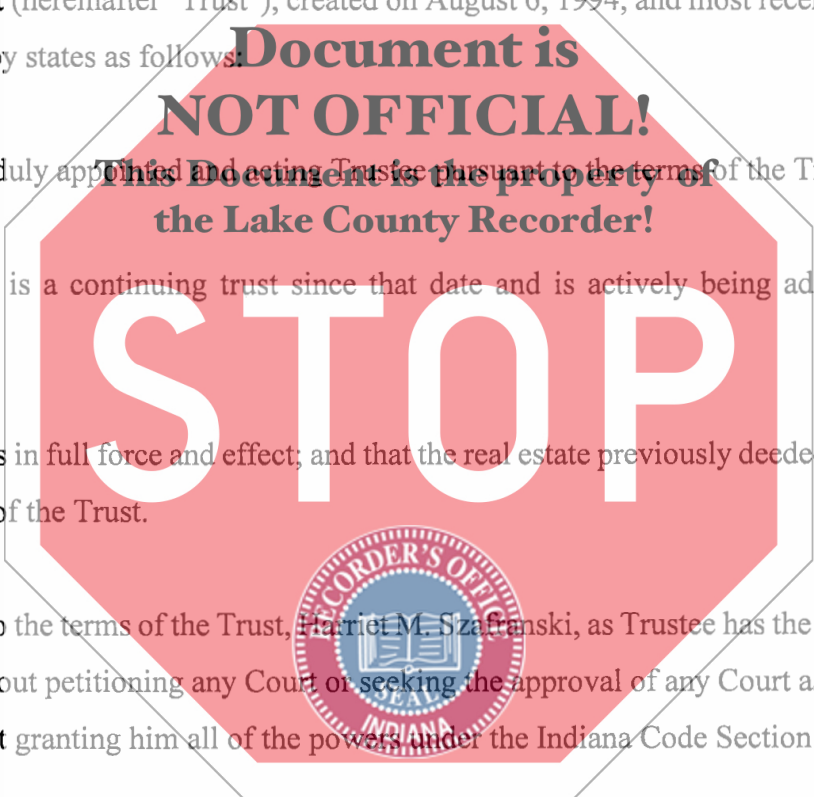 (hereinafter "Trust"), created on August 6, 1994, and most rece
y states as follows:
Document is
NOT OFFICIAL!
duly appointed and acting Trustee pursuant to the terms of the T
This Document is the property of
the Lake County Recorder!
is a continuing trust since that date and is actively being ad
STOP
s in full force and effect; and that the real estate previously deede
of the Trust.
RECORDER'S OFFICE
o the terms of the Trust, Harriet M. Szafranski, as Trustee has the
out petitioning any Court or seeking the approval of any Court a
SEAL
INDIANA
t granting him all of the powers under the Indiana Code Section